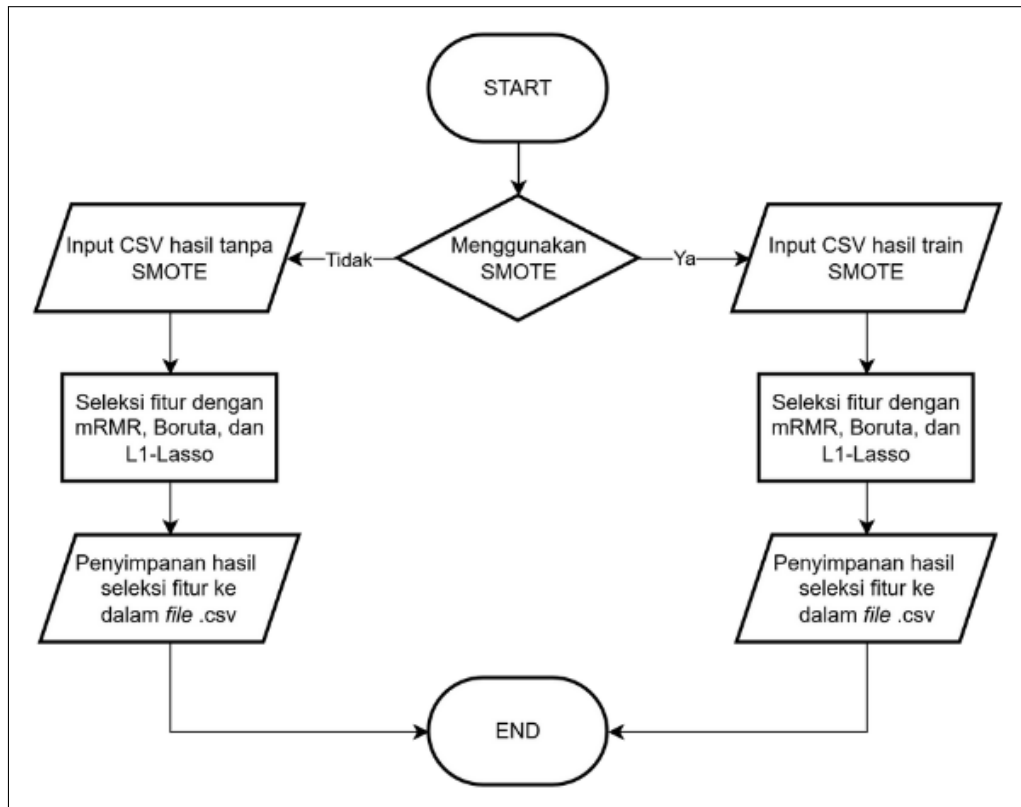 START
Menggunakan
SMOTE
Tidak
Ya
Input CSV hasil tanpa
SMOTE
Input CSV hasil train
SMOTE
Seleksi fitur dengan
mRMR, Boruta, dan
L1-Lasso
Seleksi fitur dengan
mRMR, Boruta, dan
L1-Lasso
Penyimpanan hasil
seleksi fitur ke
dalam file .csv
Penyimpanan hasil
seleksi fitur ke
dalam file .csv
END